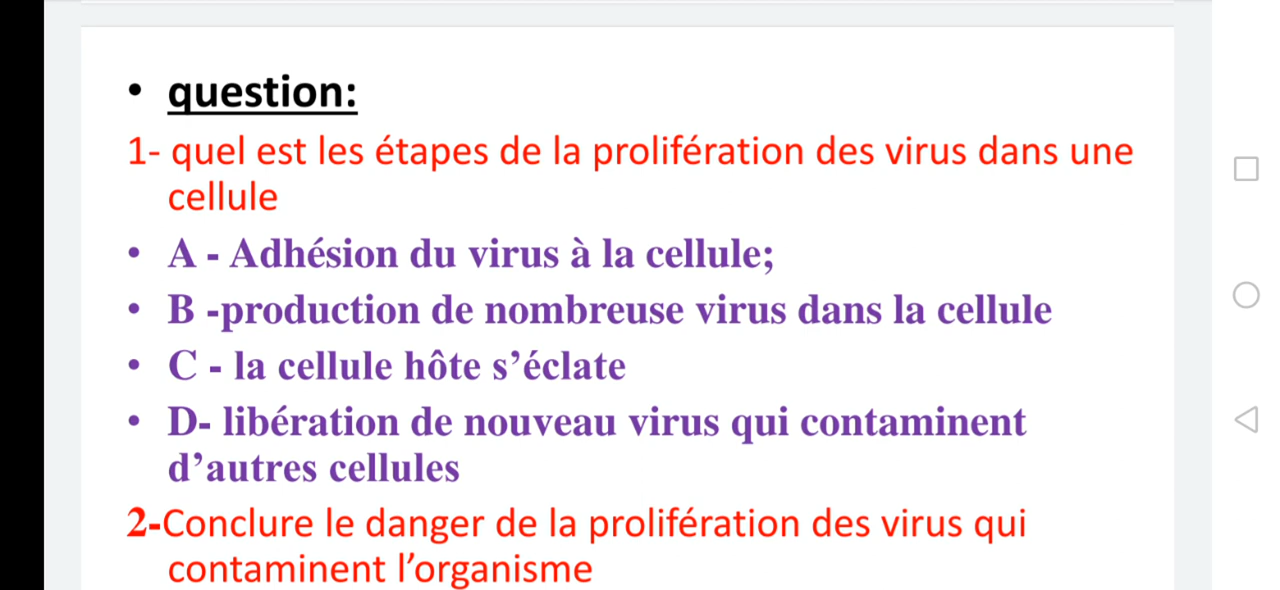 • question:
1- quel est les étapes de la prolifération des virus dans une
cellule
• A - Adhésion du virus à la cellule;
• B -production de nombreuse virus dans la cellule
• C - la cellule hôte s’éclate
• D- libération de nouveau virus qui contaminent
d’autres cellules
2-Conclure le danger de la prolifération des virus qui
contaminent l’organisme